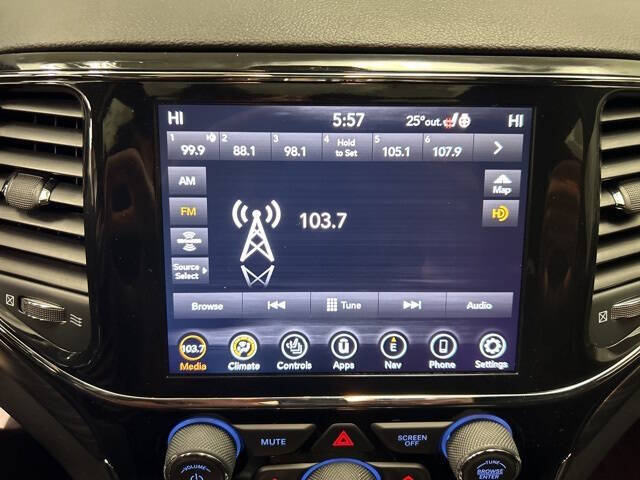 HI 5:57 25°out. HI
1 99.9 2 88.1 3 98.1 4 Hold to Set 5 105.1 6 107.9
AM
Map
FM
103.7
HD
SiriusXM
Source Select
Browse Tune Audio
103.7 E
Media Climate Controls Apps Nav Phone Settings
MUTE SCREEN OFF
VOLUME TUNE
BROWSE ENTER